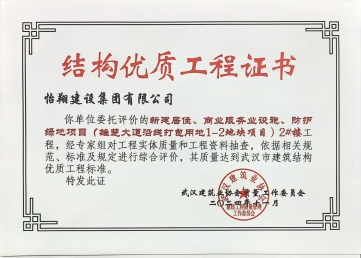 结构优质工程证书
怡翔建设集团有限公司
你单位委托评价的新建居住、商业服务业设施、防护
绿地项目（雄楚大道沿线打包用地1-2地块项目）2#楼工
程，经专家组对工程实体质量和工程资料抽查，依据相关规
范、标准及规定进行综合评价，其质量达到武汉市建筑结构
优质工程标准。
特发此证
武汉建筑业协会质量工作委员会
二〇二四年十一月